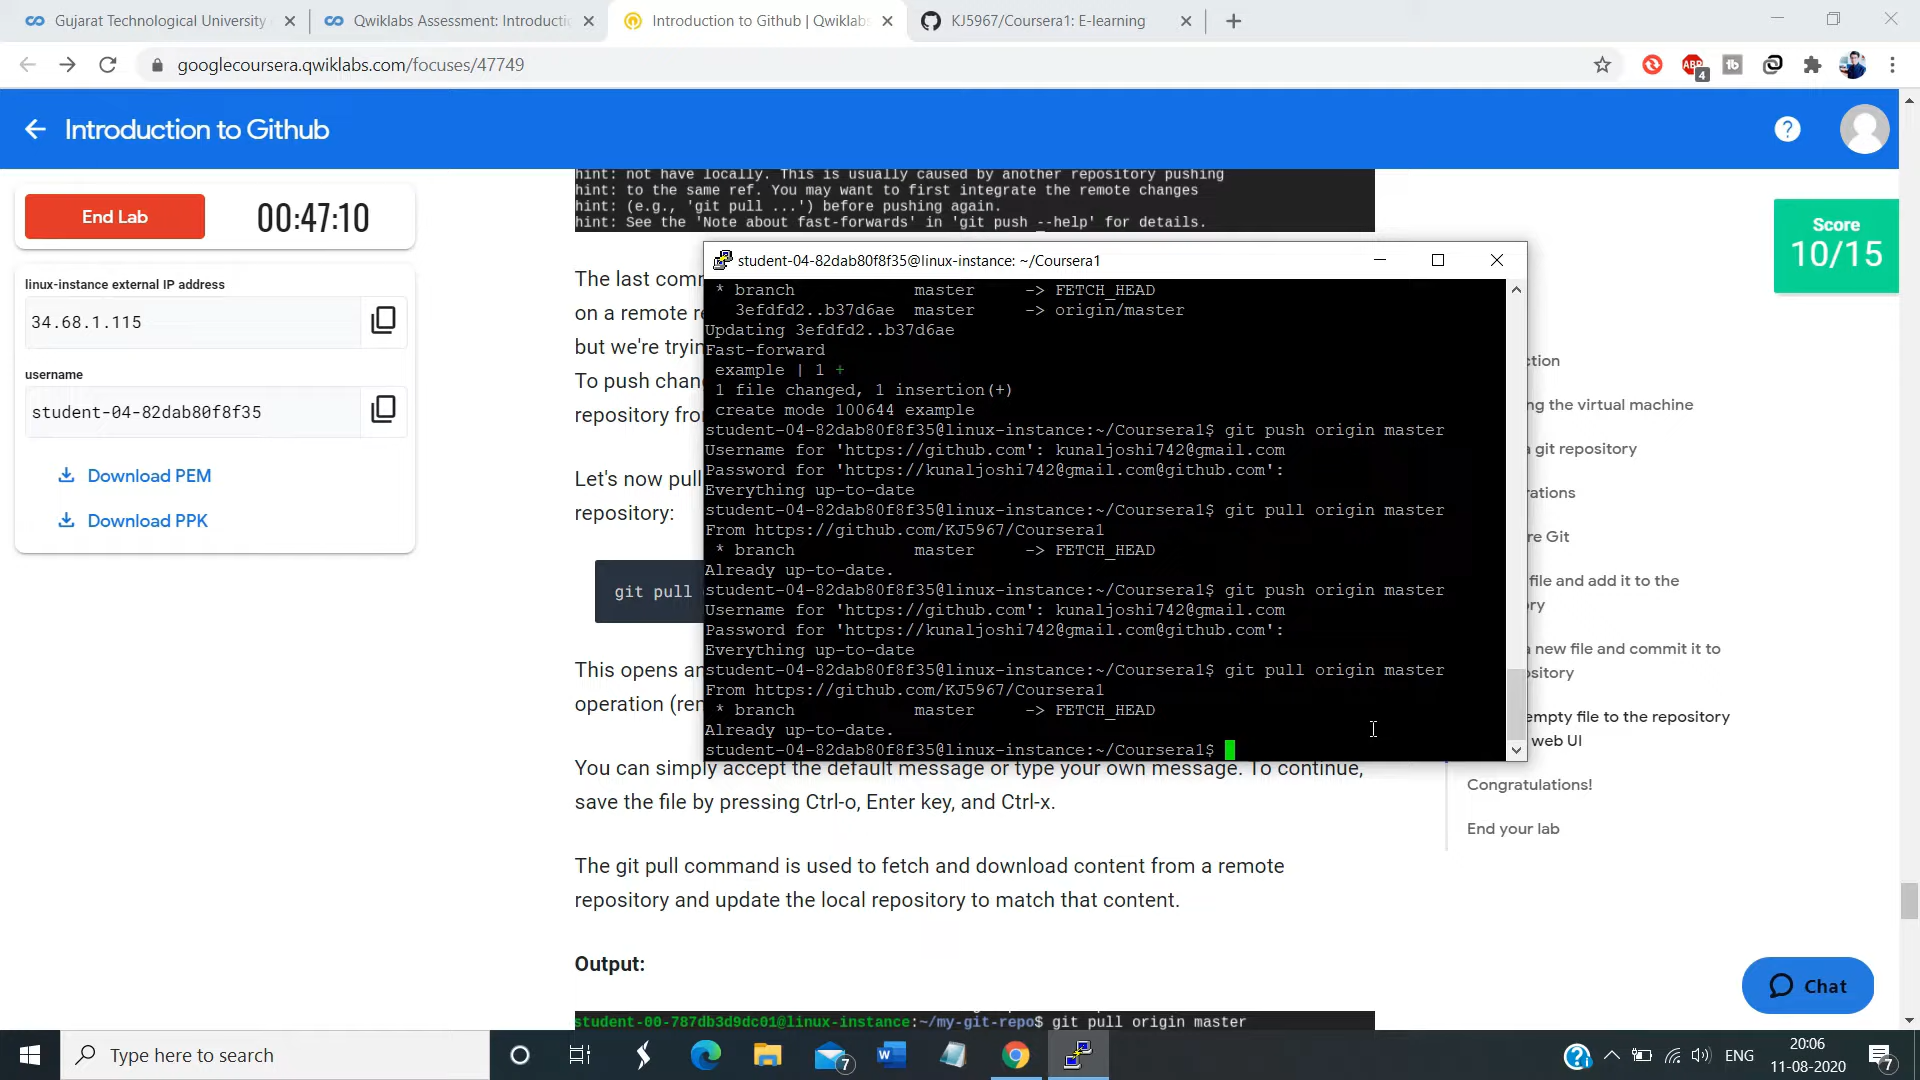 Gujarat Technological University
Qwiklabs Assessment: Introductio
Introduction to Github | Qwiklabs
KJ5967/Coursera1: E-learning
googlecoursera.qwiklabs.com/focuses/47749
ABP
4
Introduction to Github
End Lab
00:47:10
linux-instance external IP address
34.68.1.115
username
student-04-82dab80f8f35
Download PEM
Download PPK
hint: not have locally. This is usually caused by another repository pushing
hint: to the same ref. You may want to first integrate the remote changes
hint: (e.g., 'git pull ...') before pushing again.
hint: See the 'Note about fast-forwards' in 'git push --help' for details.
The last comm
on a remote re
but we're tryin
To push chan
repository fro
Let's now pull
repository:
git pull
This opens an
operation (ren
You can simply accept the default message or type your own message. To continue,
save the file by pressing Ctrl-o, Enter key, and Ctrl-x.
The git pull command is used to fetch and download content from a remote
repository and update the local repository to match that content.
Output:
student-00-787db3d9dc01@linux-instance:~/my-git-repo$ git pull origin master
student-04-82dab80f8f35@linux-instance: ~/Coursera1
* branch master -> FETCH_HEAD
3efdfd2..b37d6ae master -> origin/master
Updating 3efdfd2..b37d6ae
Fast-forward
example | 1 +
1 file changed, 1 insertion(+)
create mode 100644 example
student-04-82dab80f8f35@linux-instance:~/Coursera1$ git push origin master
Username for 'https://github.com': kunaljoshi742@gmail.com
Password for 'https://kunaljoshi742@gmail.com@github.com':
Everything up-to-date
student-04-82dab80f8f35@linux-instance:~/Coursera1$ git pull origin master
From https://github.com/KJ5967/Coursera1
* branch master -> FETCH_HEAD
Already up-to-date.
student-04-82dab80f8f35@linux-instance:~/Coursera1$ git push origin master
Username for 'https://github.com': kunaljoshi742@gmail.com
Password for 'https://kunaljoshi742@gmail.com@github.com':
Everything up-to-date
student-04-82dab80f8f35@linux-instance:~/Coursera1$ git pull origin master
From https://github.com/KJ5967/Coursera1
* branch master -> FETCH_HEAD
Already up-to-date.
student-04-82dab80f8f35@linux-instance:~/Coursera1$
Score
10/15
ction
ng the virtual machine
git repository
rations
re Git
file and add it to the
ry
a new file and commit it to
ository
empty file to the repository
web UI
Congratulations!
End your lab
Chat
Type here to search
7
ENG
20:06
11-08-2020
7